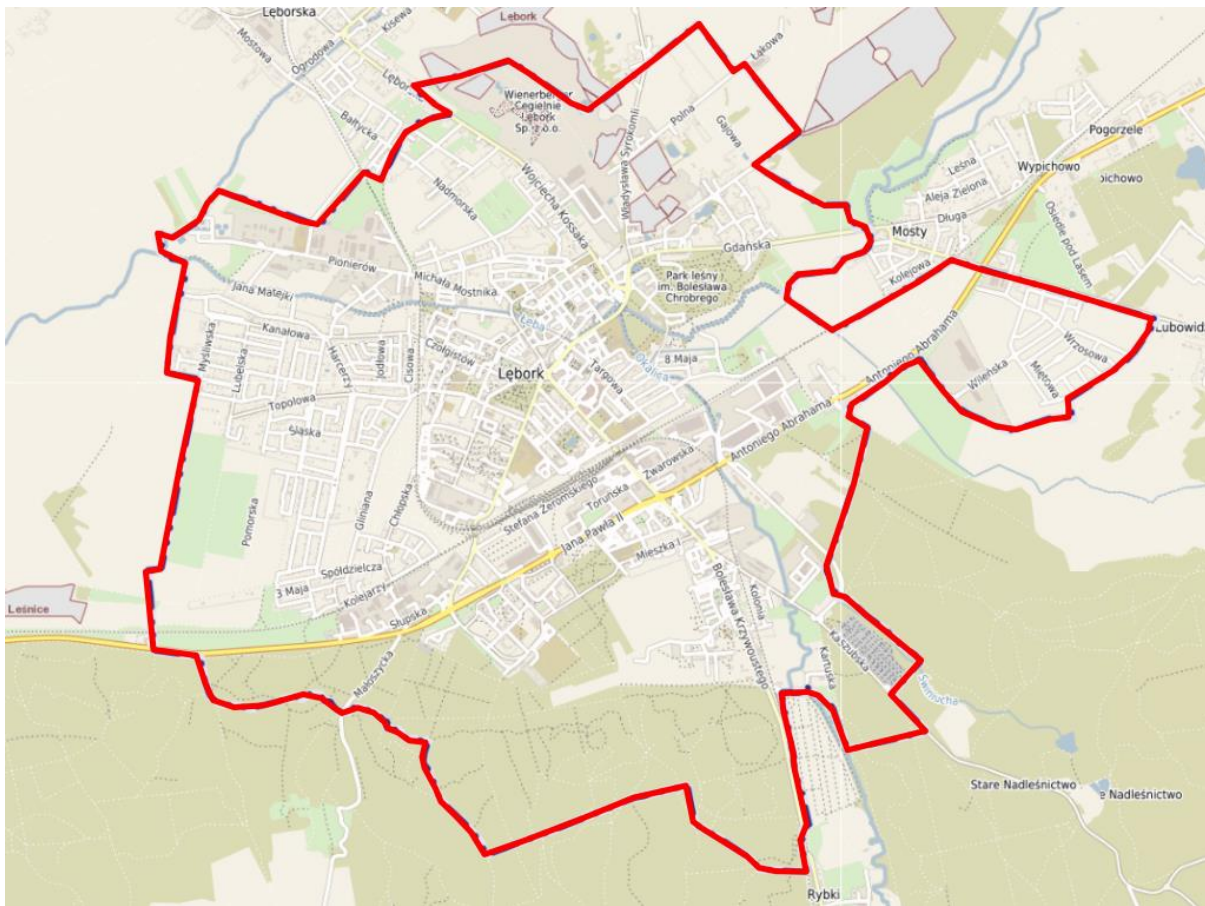 Lęborska
Lębork
Kisewa
Mostowa
Ogrodowa
Łąkowa
Wienerberger
Cegielnie
Lębork
Sp. z o.o.
Bałtycka
Polna
Gajowa
Władysława Syrokomli
Pogorzele
Leśna
Wypichowo
Aleja Zielona
Wojciecha Kossaka
Nadmorska
Długa
Mosty
Osiedle pod Lasem
Gdańska
Pionierów
Michała Mostnika
Park leśny
im. Bolesława
Chrobrego
Kolejowa
Jana Matejki
Łeba
Kanałowa
Myśliwska
Lubelska
Harcerzy
Jodłowa
Cisowa
Czołgistów
Okalica
8 Maja
Antoniego Abrahama
Wrzosowa
Lębork
Targowa
Wileńska
Miętowa
Topolowa
Śląska
Antoniego Abrahama
Zwarowska
Pomorska
Gliniana
Chłopska
Stefana Żeromskiego
Toruńska
Jana Pawła II
Mieszka I
Spółdzielcza
3 Maja
Kolejarzy
Bolesława Krzywoustego
Kolonia
Leśnice
Słupska
Kaszubska
Kartuska
Małoszycka
Stare Nadleśnictwo
Rybki